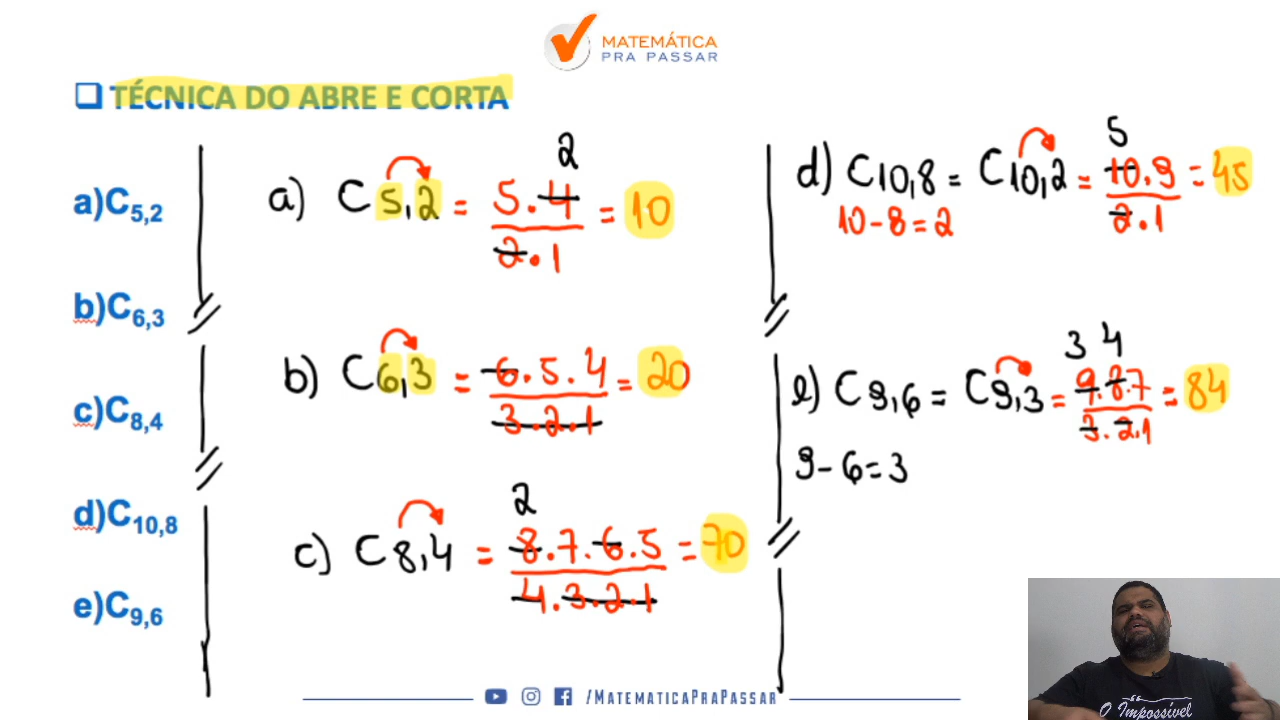 MATEMÁTICA
PRA PASSAR
TÉCNICA DO ABRE E CORTA
a)C5,2
b)C6,3
c)C8,4
d)C10,8
e)C9,6
2
a) C5,2 = 5.4/2.1 = 10
b) C6,3 = 6.5.4/3.2.1 = 20
2
c) C8,4 = 8.7.6.5/4.3.2.1 = 70
5
d) C10,8 = C10,2 = 10.9/2.1 = 45
10-8=2
3 4
e) C9,6 = C9,3 = 9.8.7/3.2.1 = 84
9-6=3
/MATEMATICAPRAPASSAR
O Impossível